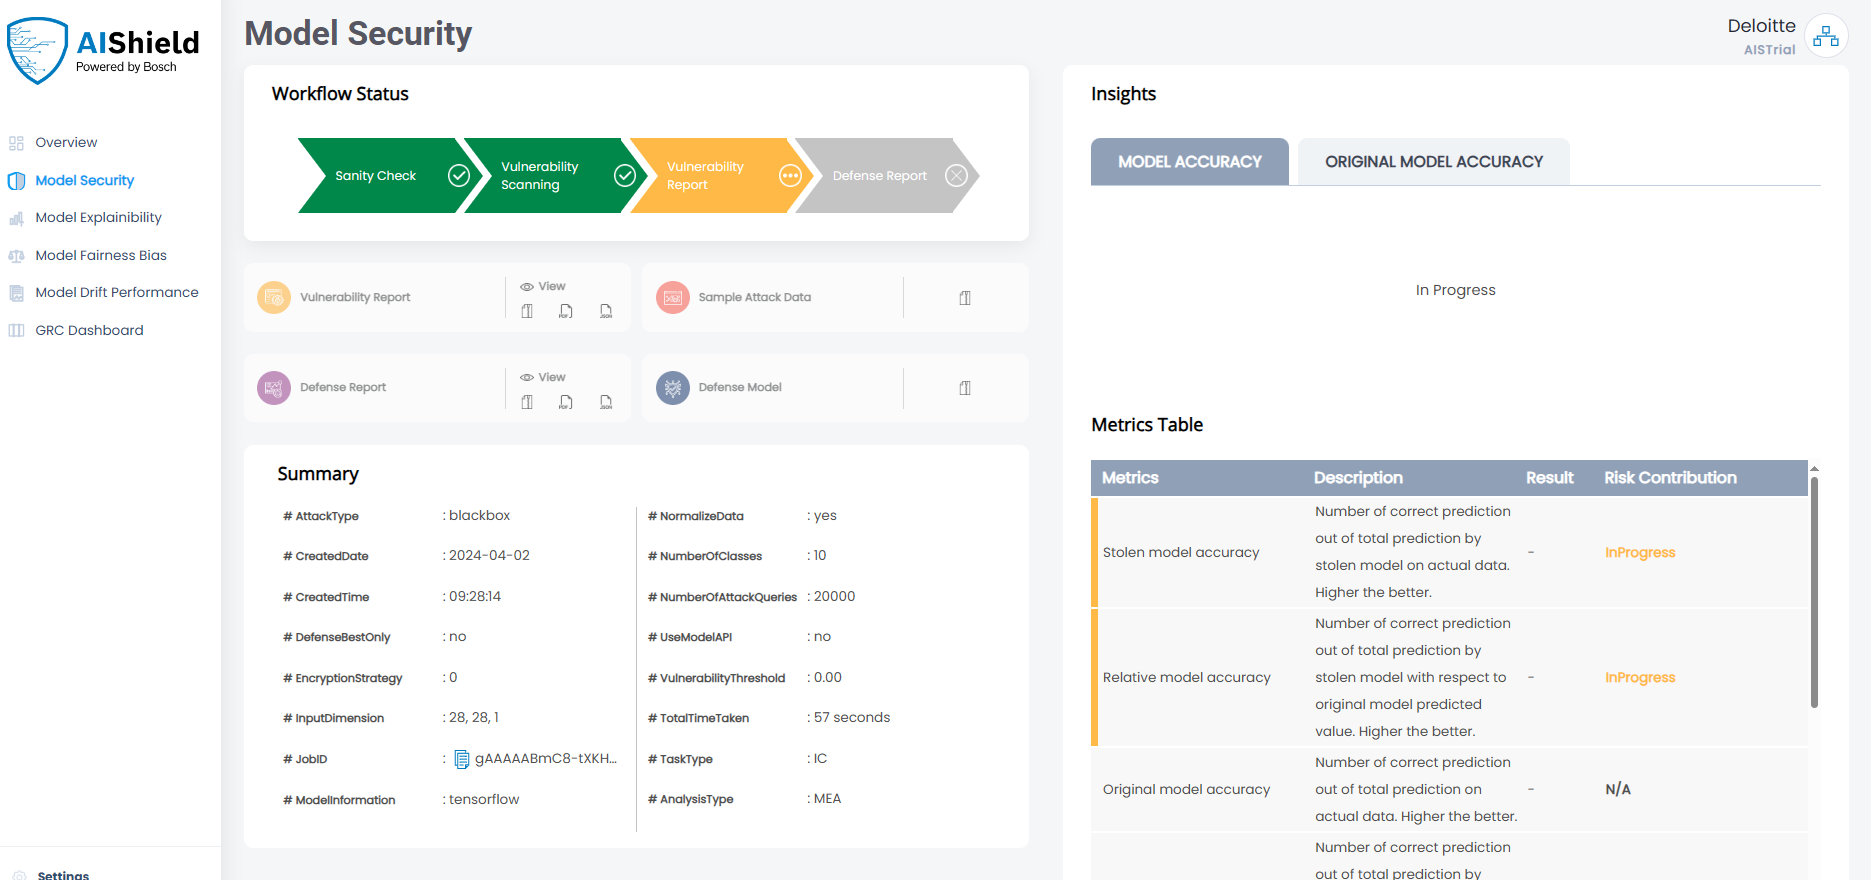 AIShield
Powered by Bosch
Overview
Model Security
Model Explainibility
Model Fairness Bias
Model Drift Performance
GRC Dashboard
Settings
Model Security
Deloitte
AISTrial
Workflow Status
Sanity Check
Vulnerability
Scanning
Vulnerability
Report
Defense Report
Vulnerability Report
View
PDF
JSON
Sample Attack Data
Defense Report
View
PDF
JSON
Defense Model
Summary
# AttackType : blackbox
# CreatedDate : 2024-04-02
# CreatedTime : 09:28:14
# DefenseBestOnly : no
# EncryptionStrategy : 0
# InputDimension : 28, 28, 1
# JobID : gAAAAABmC8-tXKH...
# ModelInformation : tensorflow
# NormalizeData : yes
# NumberOfClasses : 10
# NumberOfAttackQueries : 20000
# UseModelAPI : no
# VulnerabilityThreshold : 0.00
# TotalTimeTaken : 57 seconds
# TaskType : IC
# AnalysisType : MEA
Insights
MODEL ACCURACY
ORIGINAL MODEL ACCURACY
In Progress
Metrics Table
Metrics Description Result Risk Contribution
Number of correct prediction
out of total prediction by
Stolen model accuracy - InProgress
stolen model on actual data.
Higher the better.
Number of correct prediction
out of total prediction by
Relative model accuracy stolen model with respect to - InProgress
original model predicted
value. Higher the better.
Number of correct prediction
Original model accuracy out of total prediction on - N/A
actual data. Higher the better.
Number of correct prediction
out of total prediction by